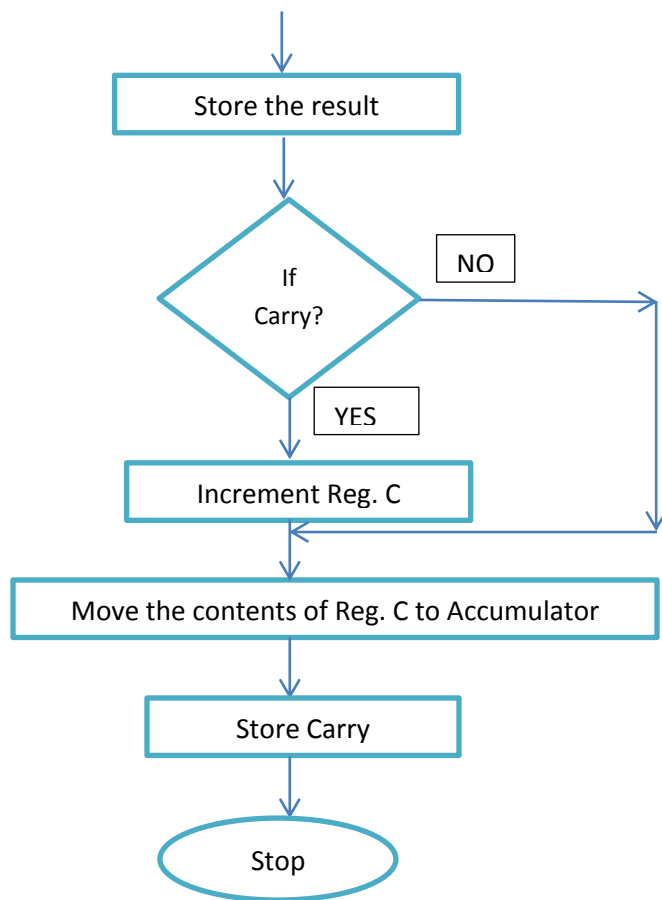 Store the result
If
Carry?
NO
YES
Increment Reg. C
Move the contents of Reg. C to Accumulator
Store Carry
Stop